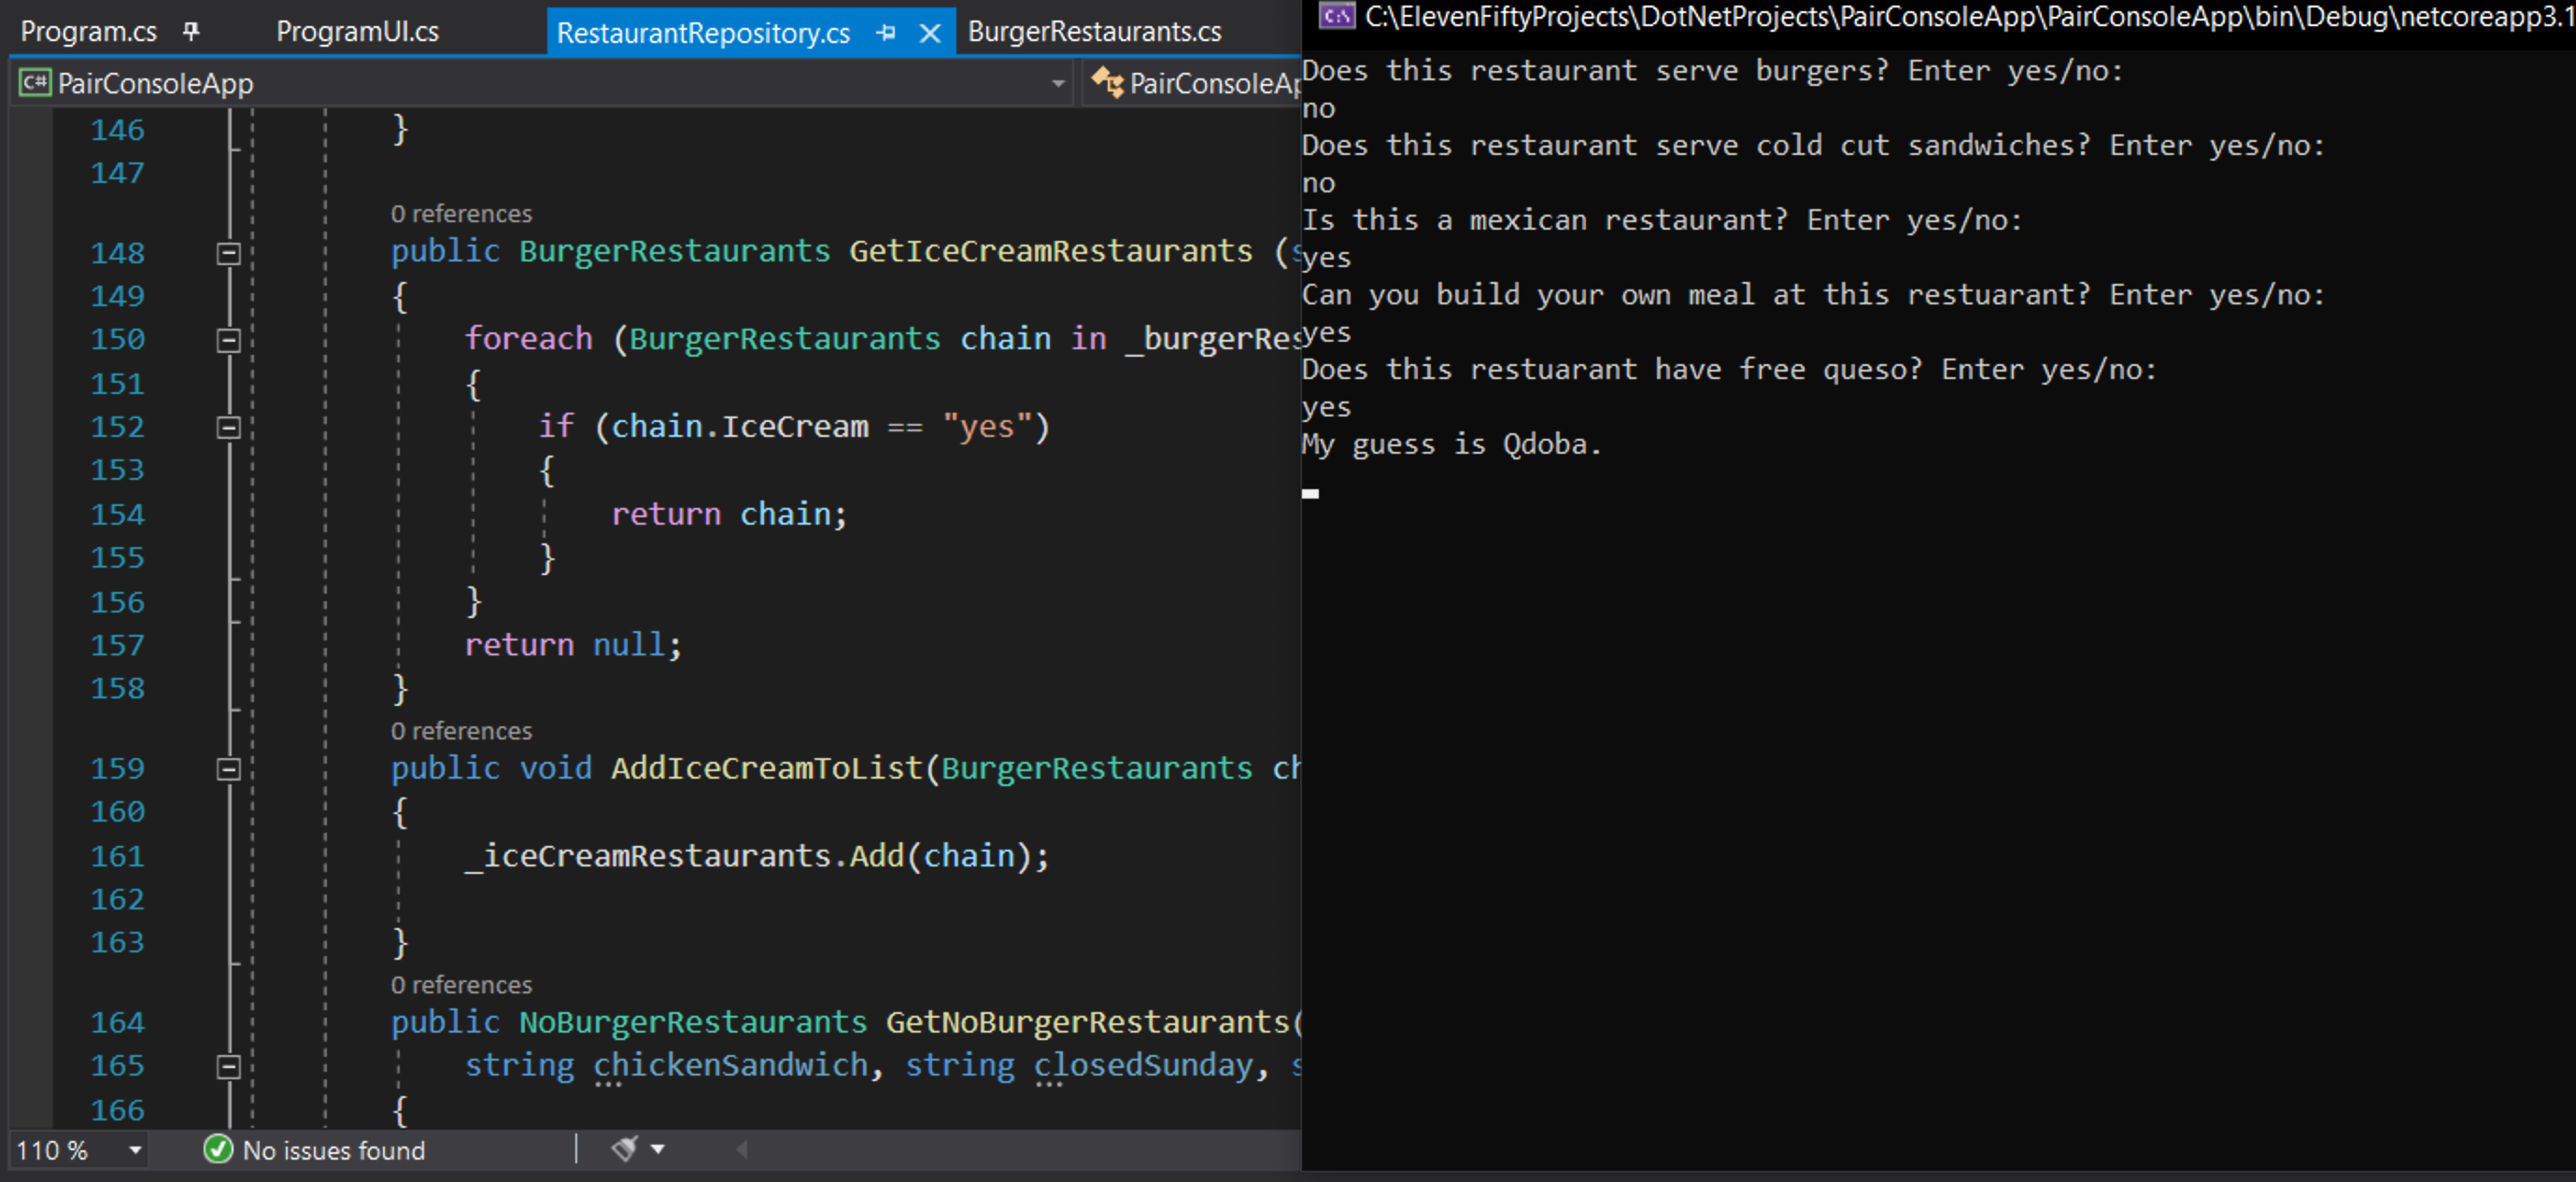 Program.cs ProgramUI.cs RestaurantRepository.cs BurgerRestaurants.cs
C# PairConsoleApp PairConsoleAp
146 }
147
0 references
148 public BurgerRestaurants GetIceCreamRestaurants (s
149 {
150 foreach (BurgerRestaurants chain in _burgerRes
151 {
152 if (chain.IceCream == "yes")
153 {
154 return chain;
155 }
156 }
157 return null;
158 }
0 references
159 public void AddIceCreamToList(BurgerRestaurants ch
160 {
161 _iceCreamRestaurants.Add(chain);
162
163 }
0 references
164 public NoBurgerRestaurants GetNoBurgerRestaurants(
165 string chickenSandwich, string closedSunday, s
166 {
110 % No issues found
C:\ElevenFiftyProjects\DotNetProjects\PairConsoleApp\PairConsoleApp\bin\Debug\netcoreapp3.1
Does this restaurant serve burgers? Enter yes/no:
no
Does this restaurant serve cold cut sandwiches? Enter yes/no:
no
Is this a mexican restaurant? Enter yes/no:
yes
Can you build your own meal at this restuarant? Enter yes/no:
yes
Does this restuarant have free queso? Enter yes/no:
yes
My guess is Qdoba.